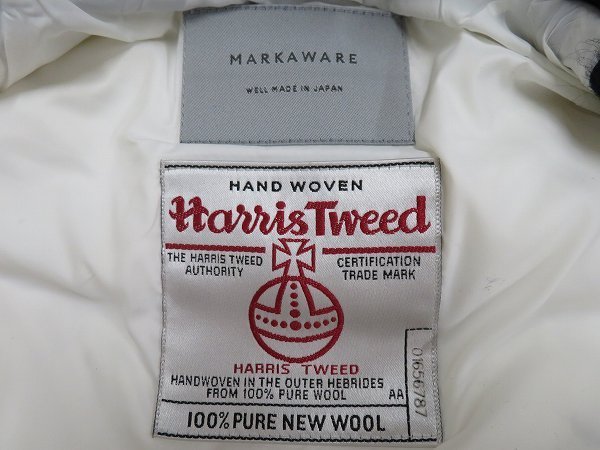 MARKAWARE
WELL MADE IN JAPAN
HAND WOVEN
Harris Tweed
THE HARRIS TWEED AUTHORITY
CERTIFICATION TRADE MARK
HARRIS TWEED
HANDWOVEN IN THE OUTER HEBRIDES
FROM 100% PURE WOOL
AA
01656787
100% PURE NEW WOOL